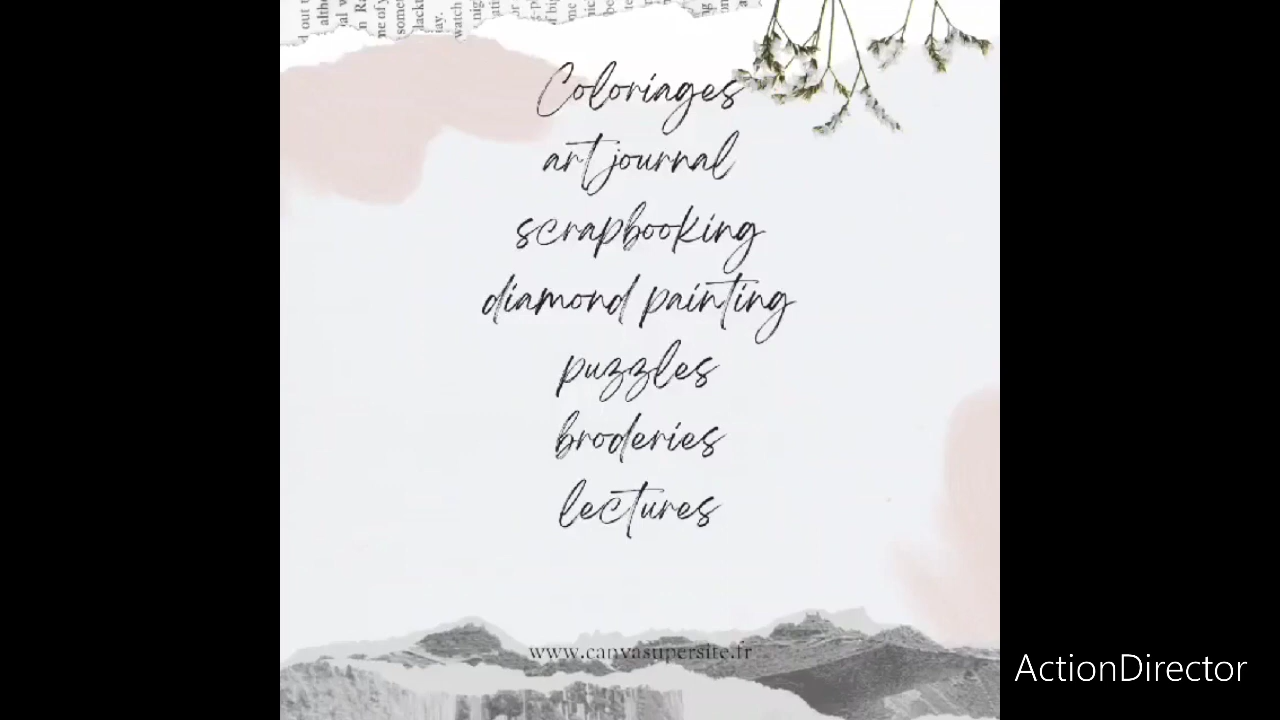 Coloriages
art journal
scrapbooking
diamond painting
puzzles
broderies
lectures
www.canvasupersite.fr
ActionDirector